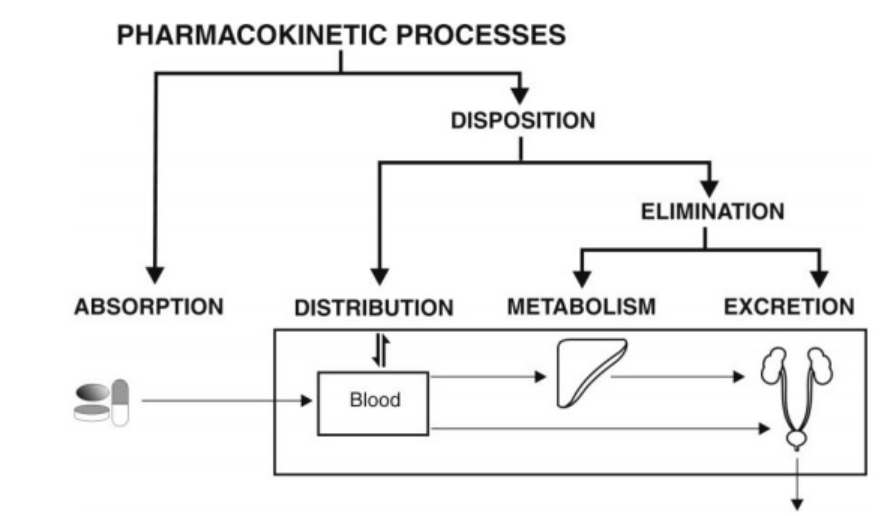 PHARMACOKINETIC PROCESSES
DISPOSITION
ELIMINATION
ABSORPTION
DISTRIBUTION
METABOLISM
EXCRETION
Blood